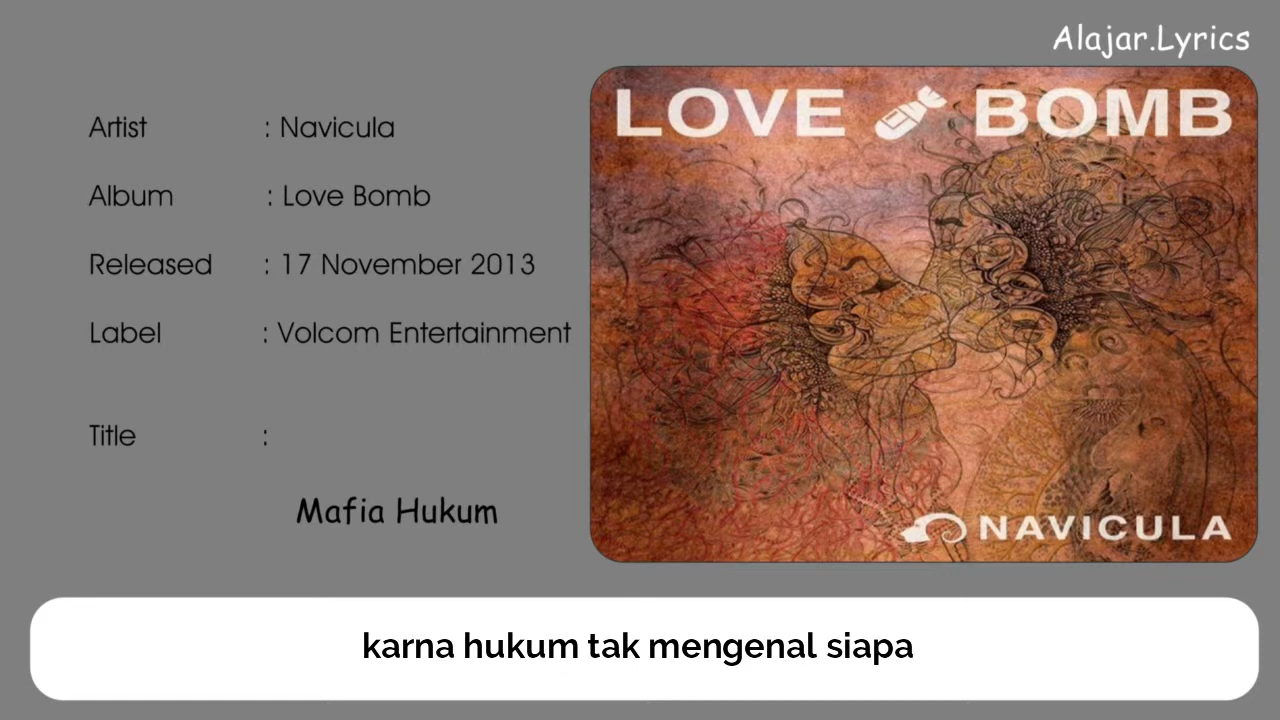 Alajar.Lyrics
Artist : Navicula
Album : Love Bomb
Released : 17 November 2013
Label : Volcom Entertainment
Title :
Mafia Hukum
LOVE BOMB
NAVICULA
karna hukum tak mengenal siapa